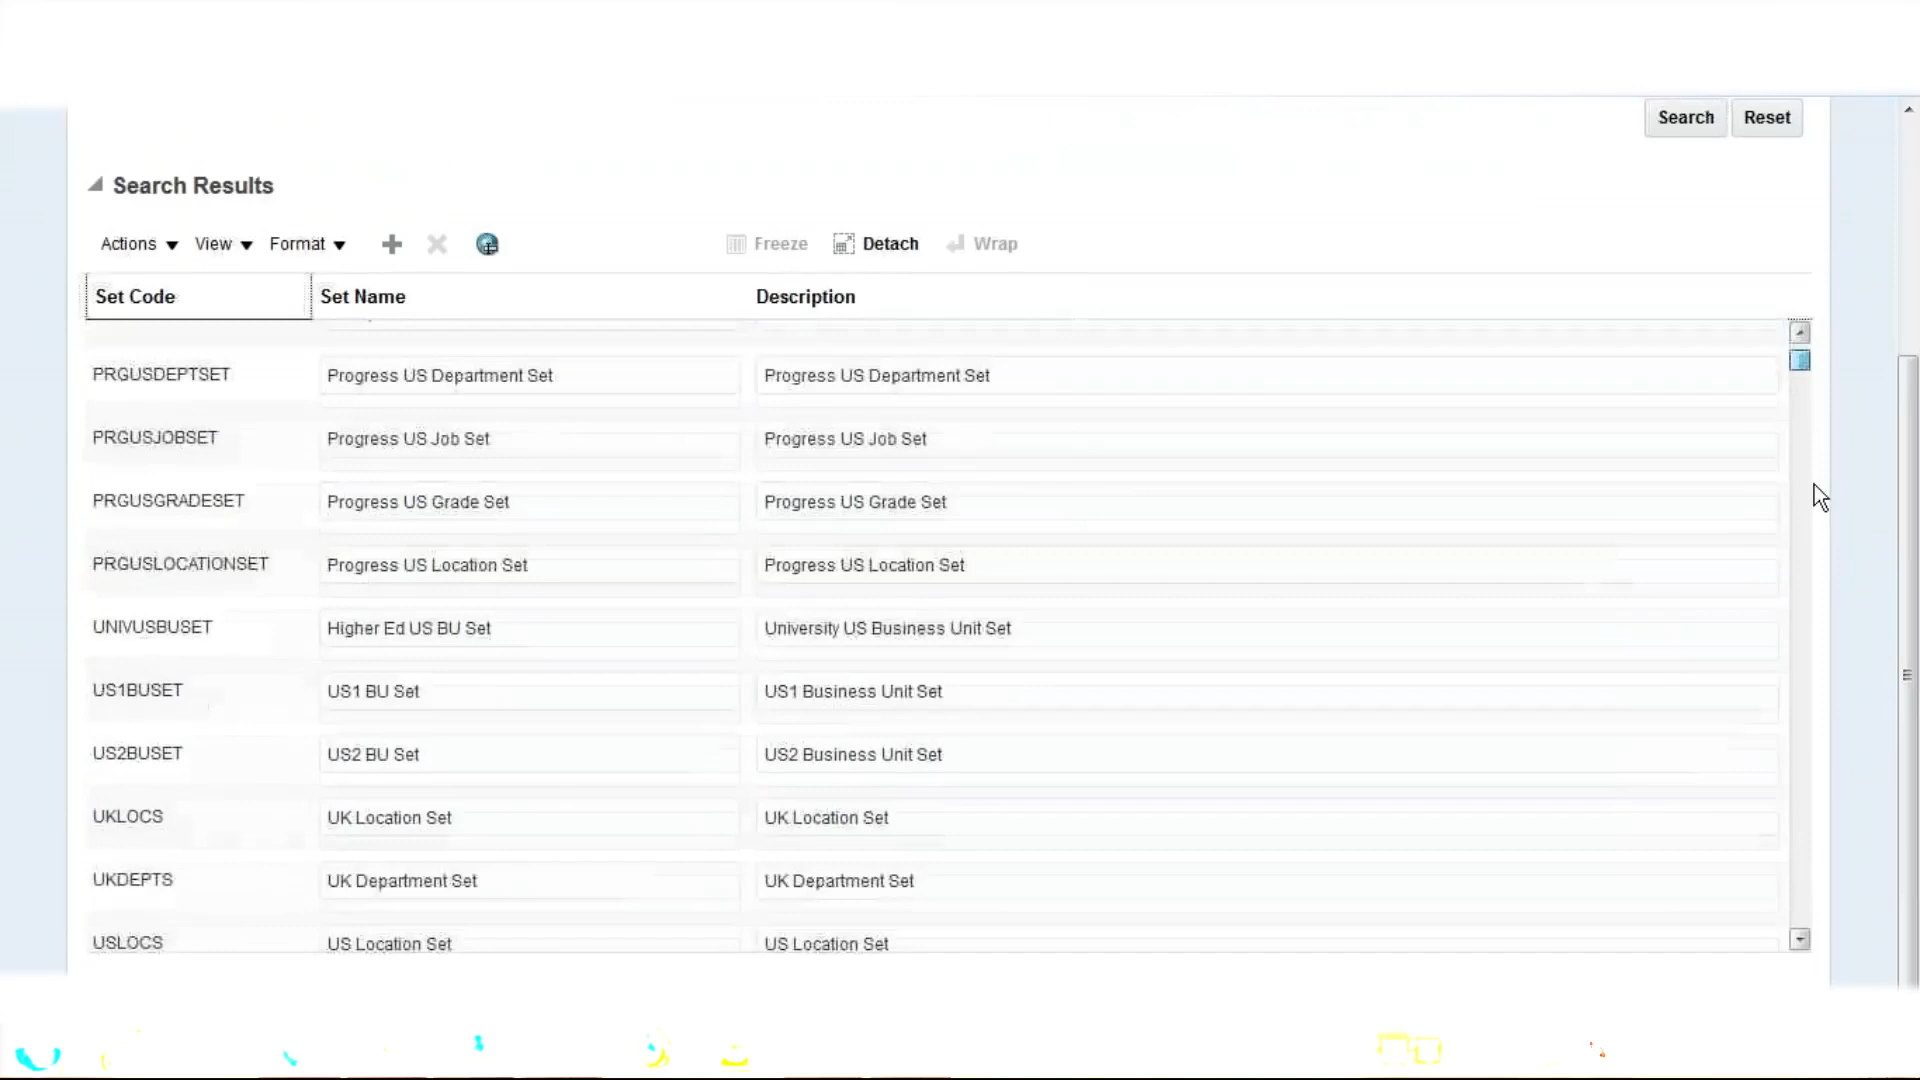 Search Reset
Search Results
Actions View Format Freeze Detach Wrap
Set Code Set Name Description
PRGUSDEPTSET Progress US Department Set Progress US Department Set
PRGUSJOBSET Progress US Job Set Progress US Job Set
PRGUSGRADESET Progress US Grade Set Progress US Grade Set
PRGUSLOCATIONSET Progress US Location Set Progress US Location Set
UNIVUSBUSET Higher Ed US BU Set University US Business Unit Set
US1BUSET US1 BU Set US1 Business Unit Set
US2BUSET US2 BU Set US2 Business Unit Set
UKLOCS UK Location Set UK Location Set
UKDEPTS UK Department Set UK Department Set
USLOCS US Location Set US Location Set